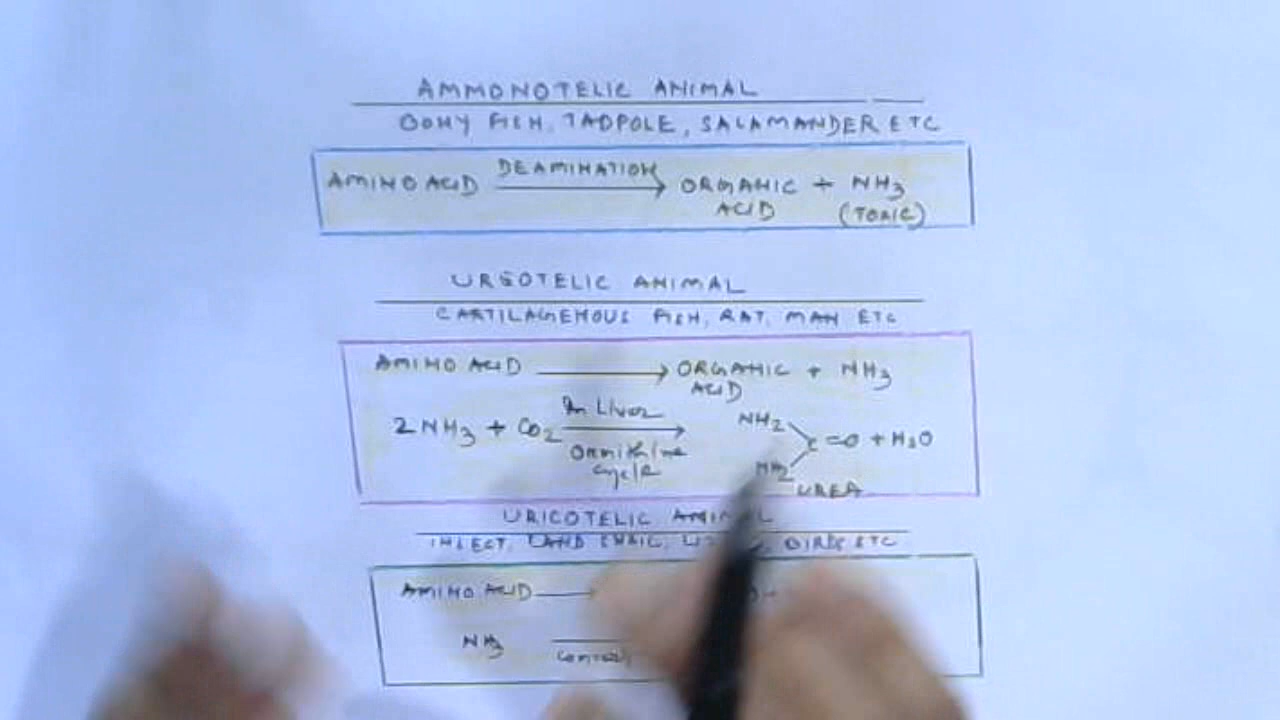 AMMONOTELIC ANIMAL
BONY FISH, TADPOLE, SALAMANDER ETC
AMINO ACID DEAMINATION → ORGANIC ACID + NH3 (TOXIC)
UREOTELIC ANIMAL
CARTILAGENOUS FISH, RAT, MAN ETC
AMINO ACID → ORGANIC ACID + NH3
2NH3 + CO2 In Liver Ornithine cycle → NH2 NH2 C=O + H2O
UREA
URICOTELIC ANIMAL
INSECT, LAND SNAIL, BIRDS ETC
AMINO ACID →
NH3